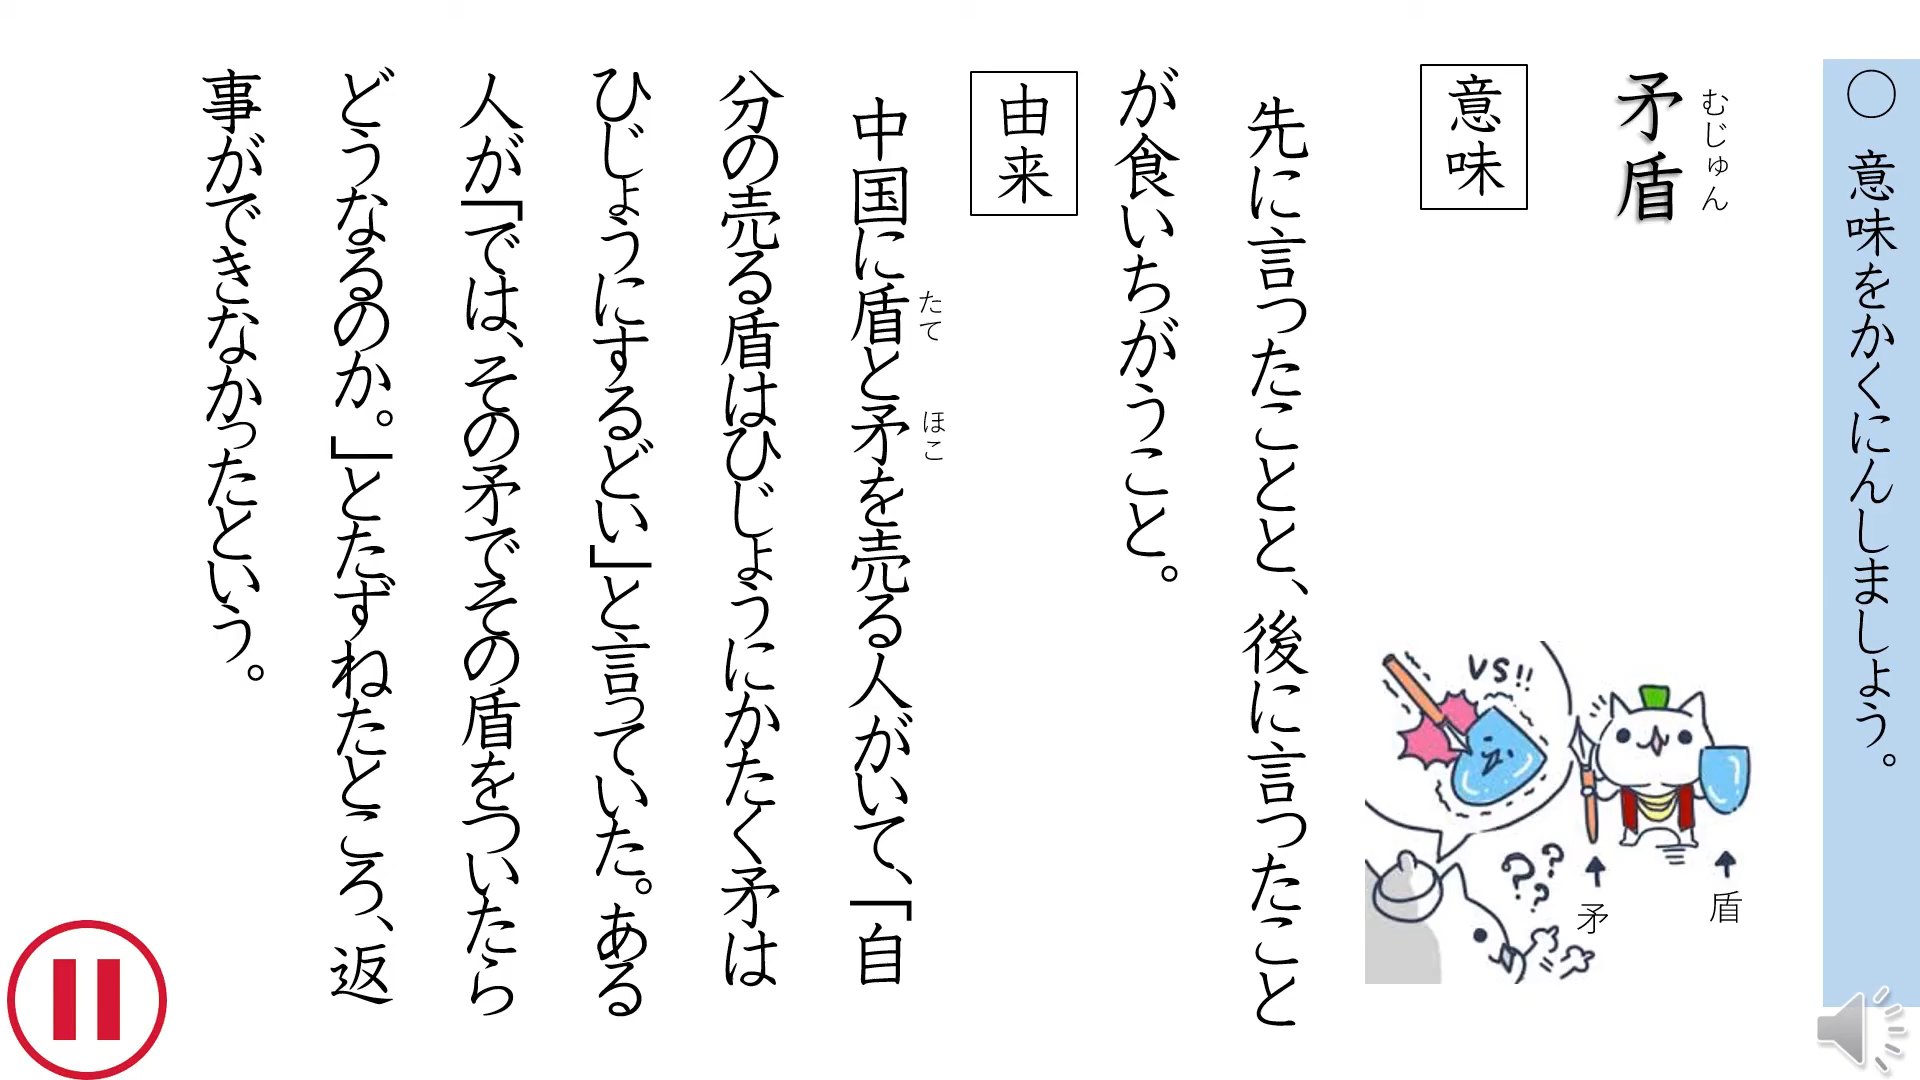 ○ 意味をかくにんしましょう。
むじゅん
矛盾
意味
先に言ったことと、後に言ったこと
が食いちがうこと。
由来
中国に盾と矛を売る人がいて、「自
たて
ほこ
分の売る盾はひじょうにかたく矛は
ひじょうにするどい」と言っていた。ある
人が「では、その矛でその盾をついたら
どうなるのか。」とたずねたところ、返
事ができなかったという。
VS!!
???
矛
盾